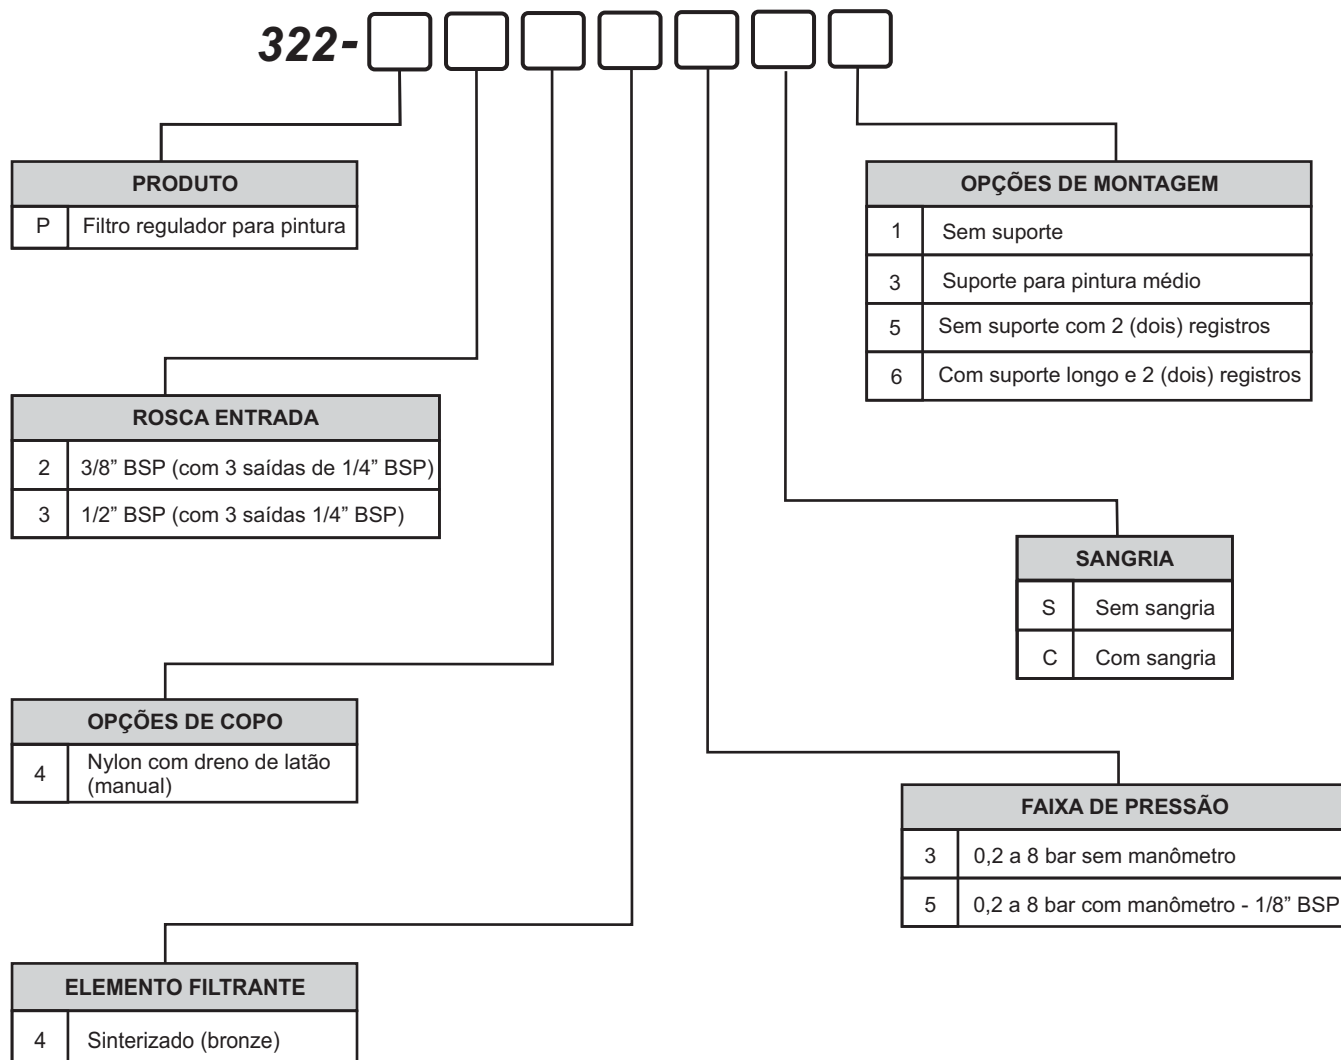 322-
PRODUTO
P Filtro regulador para pintura
ROSCA ENTRADA
2 3/8” BSP (com 3 saídas de 1/4” BSP)
3 1/2” BSP (com 3 saídas 1/4” BSP)
OPÇÕES DE COPO
4 Nylon com dreno de latão
(manual)
ELEMENTO FILTRANTE
4 Sinterizado (bronze)
OPÇÕES DE MONTAGEM
1 Sem suporte
3 Suporte para pintura médio
5 Sem suporte com 2 (dois) registros
6 Com suporte longo e 2 (dois) registros
SANGRIA
S Sem sangria
C Com sangria
FAIXA DE PRESSÃO
3 0,2 a 8 bar sem manômetro
5 0,2 a 8 bar com manômetro - 1/8” BSP